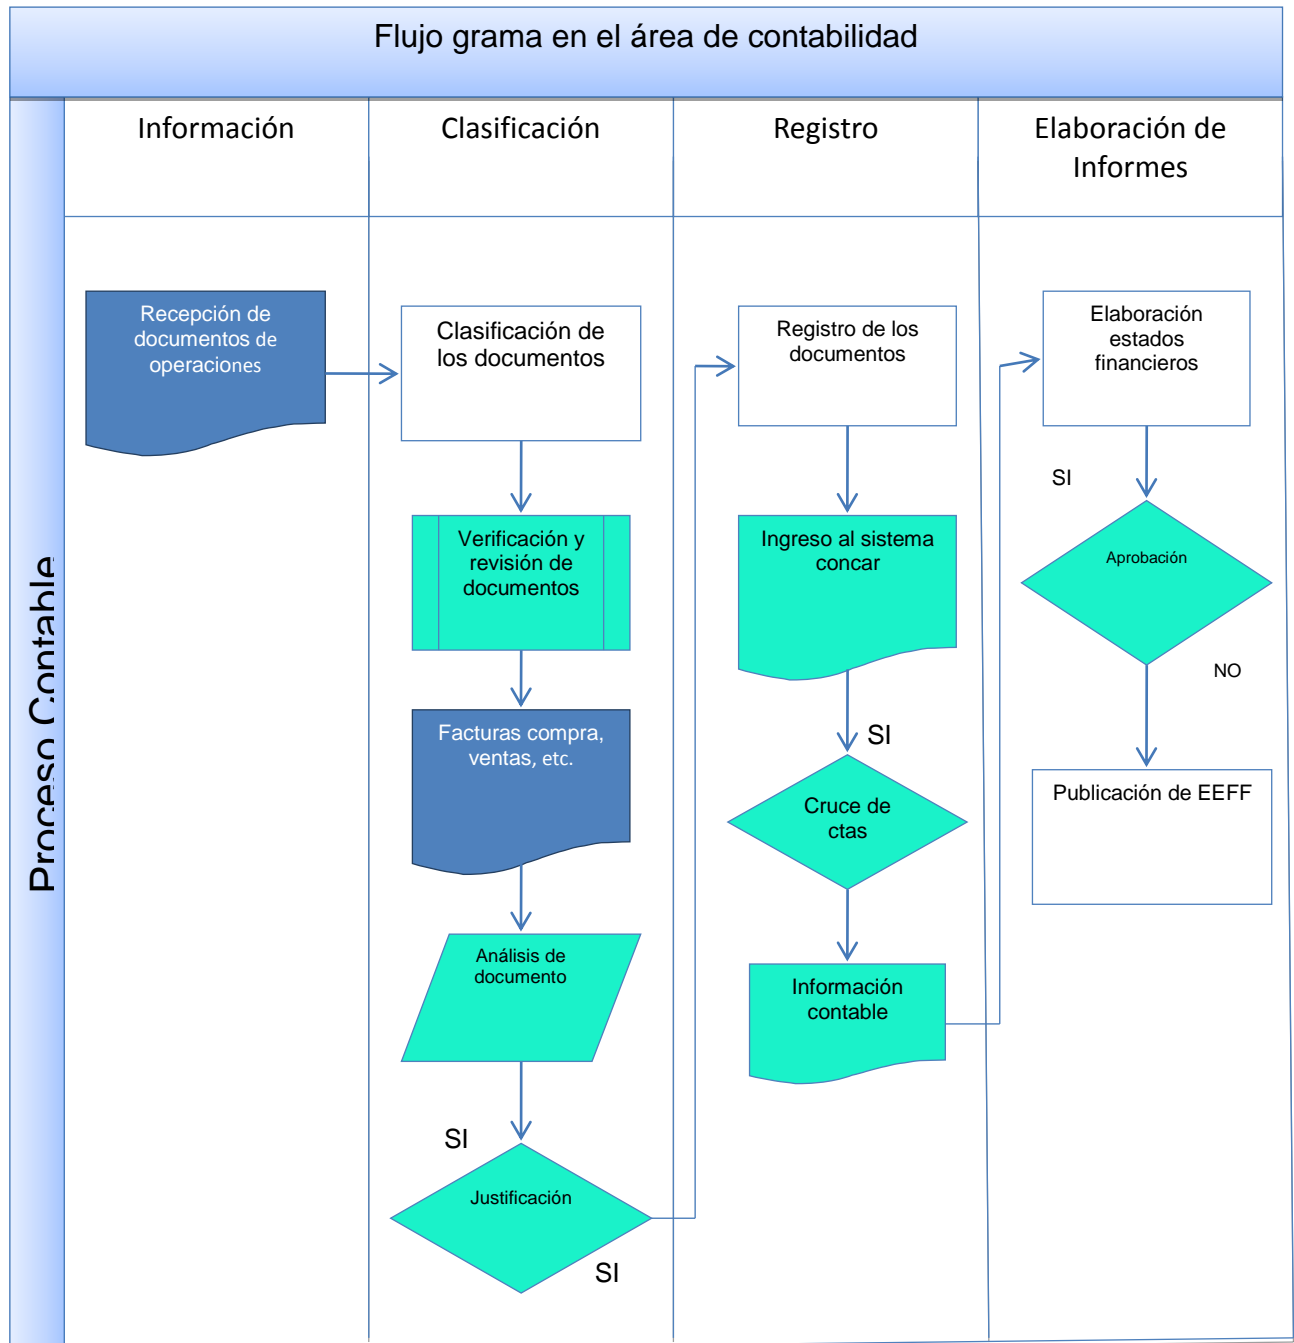 Flujo grama en el área de contabilidad
Proceso Contable
Información
Clasificación
Registro
Elaboración de
Informes
Recepción de
documentos de
operaciones
Clasificación de
los documentos
Verificación y
revisión de
documentos
Facturas compra,
ventas, etc.
Análisis de
documento
SI
Justificación
SI
Registro de los
documentos
Ingreso al sistema
concar
SI
Cruce de
ctas
Información
contable
Elaboración
estados
financieros
SI
Aprobación
NO
Publicación de EEFF